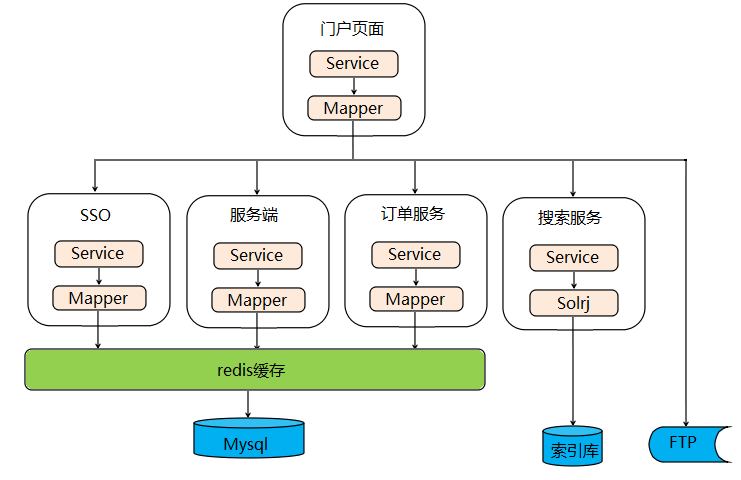 门户页面
Service
Mapper
SSO
Service
Mapper
服务端
Service
Mapper
订单服务
Service
Mapper
搜索服务
Service
Solrj
redis缓存
Mysql
索引库
FTP